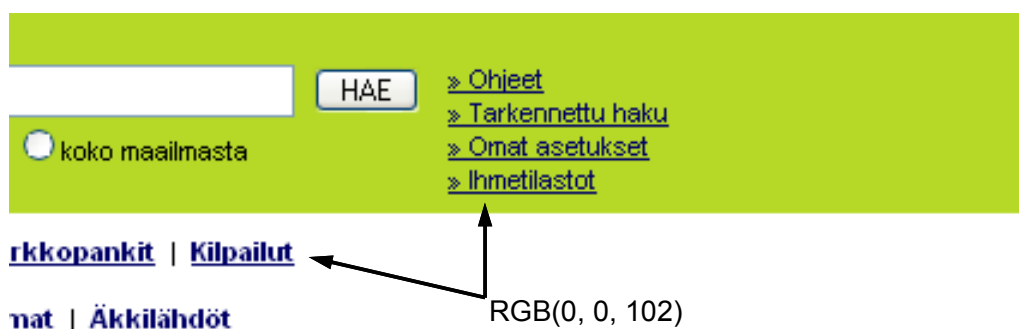 » Ohjeet
HAE
» Tarkennettu haku
koko maailmasta
» Omat asetukset
» Ihmetilastot
rkkopankit | Kilpailut
mat | Äkkilähdöt
RGB(0, 0, 102)